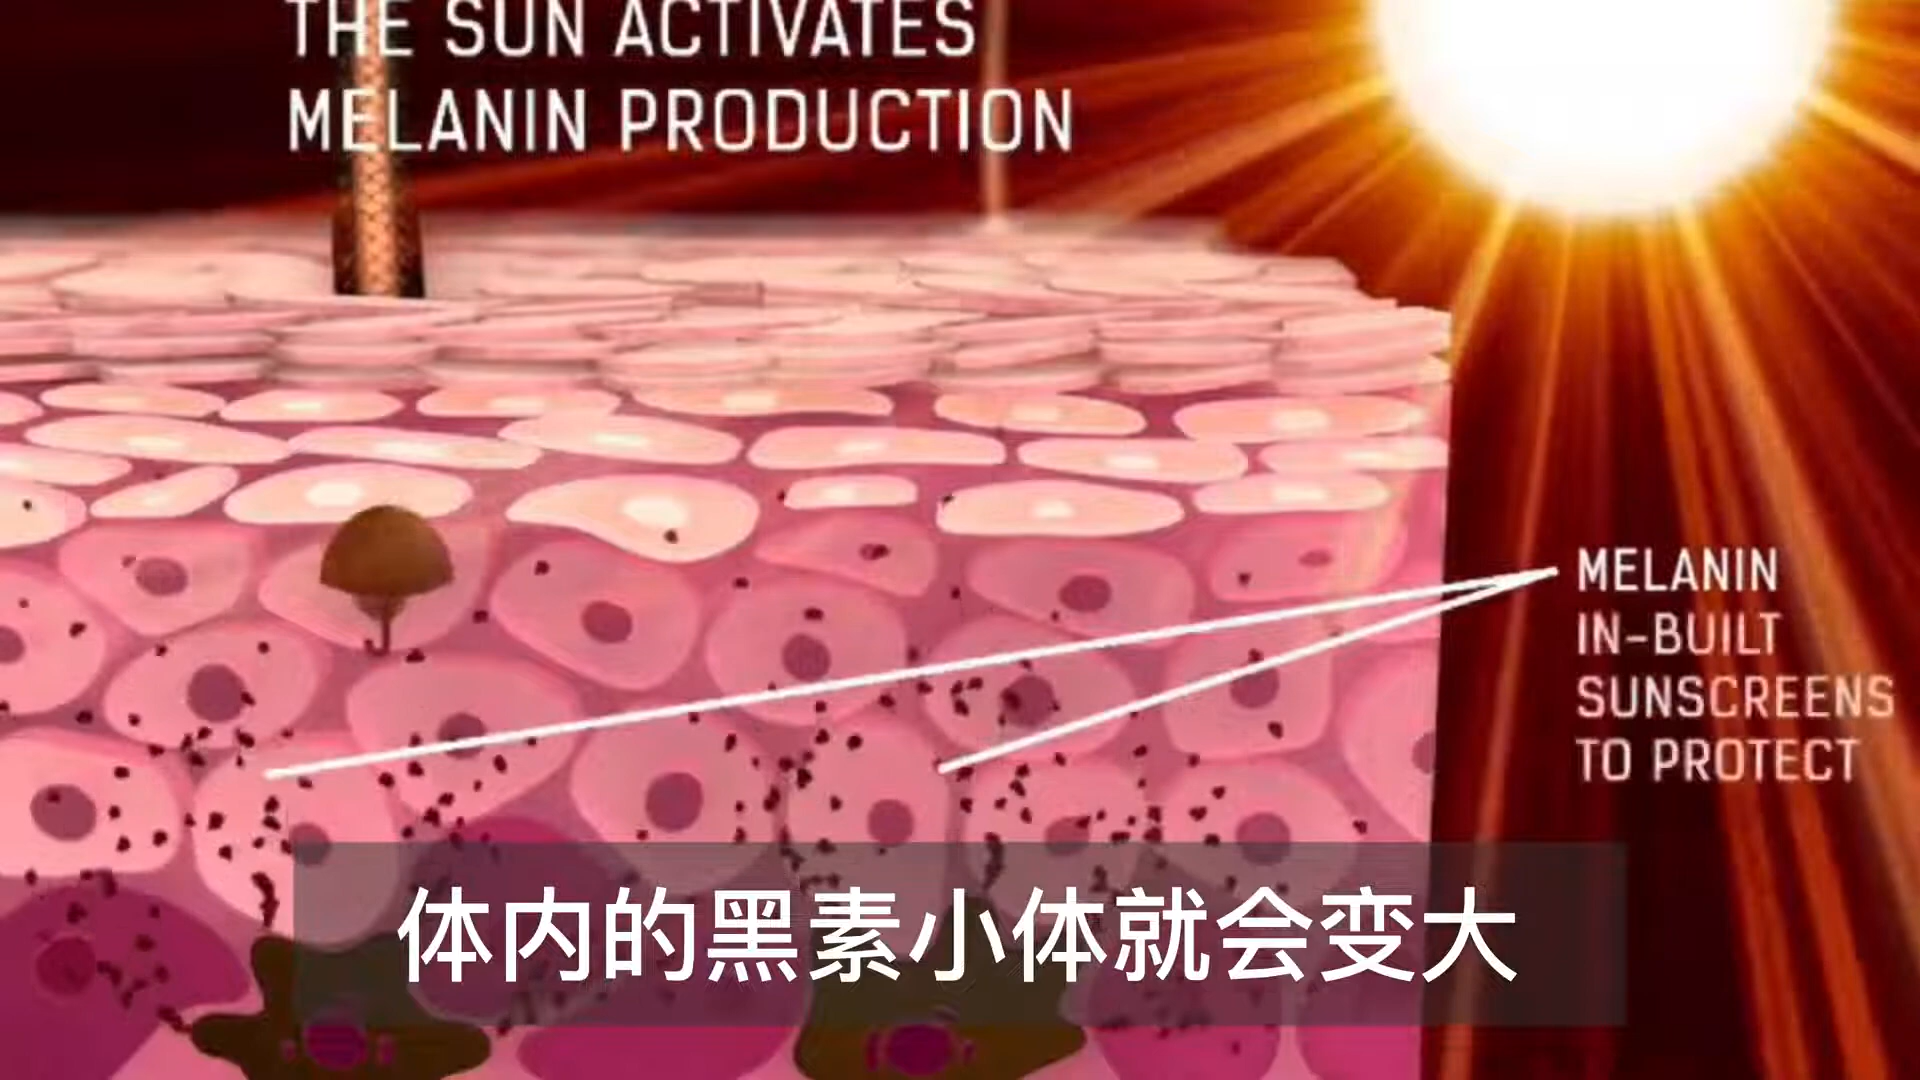 THE SUN ACTIVATES
MELANIN PRODUCTION
MELANIN
IN-BUILT
SUNSCREENS
TO PROTECT
体内的黑素小体就会变大